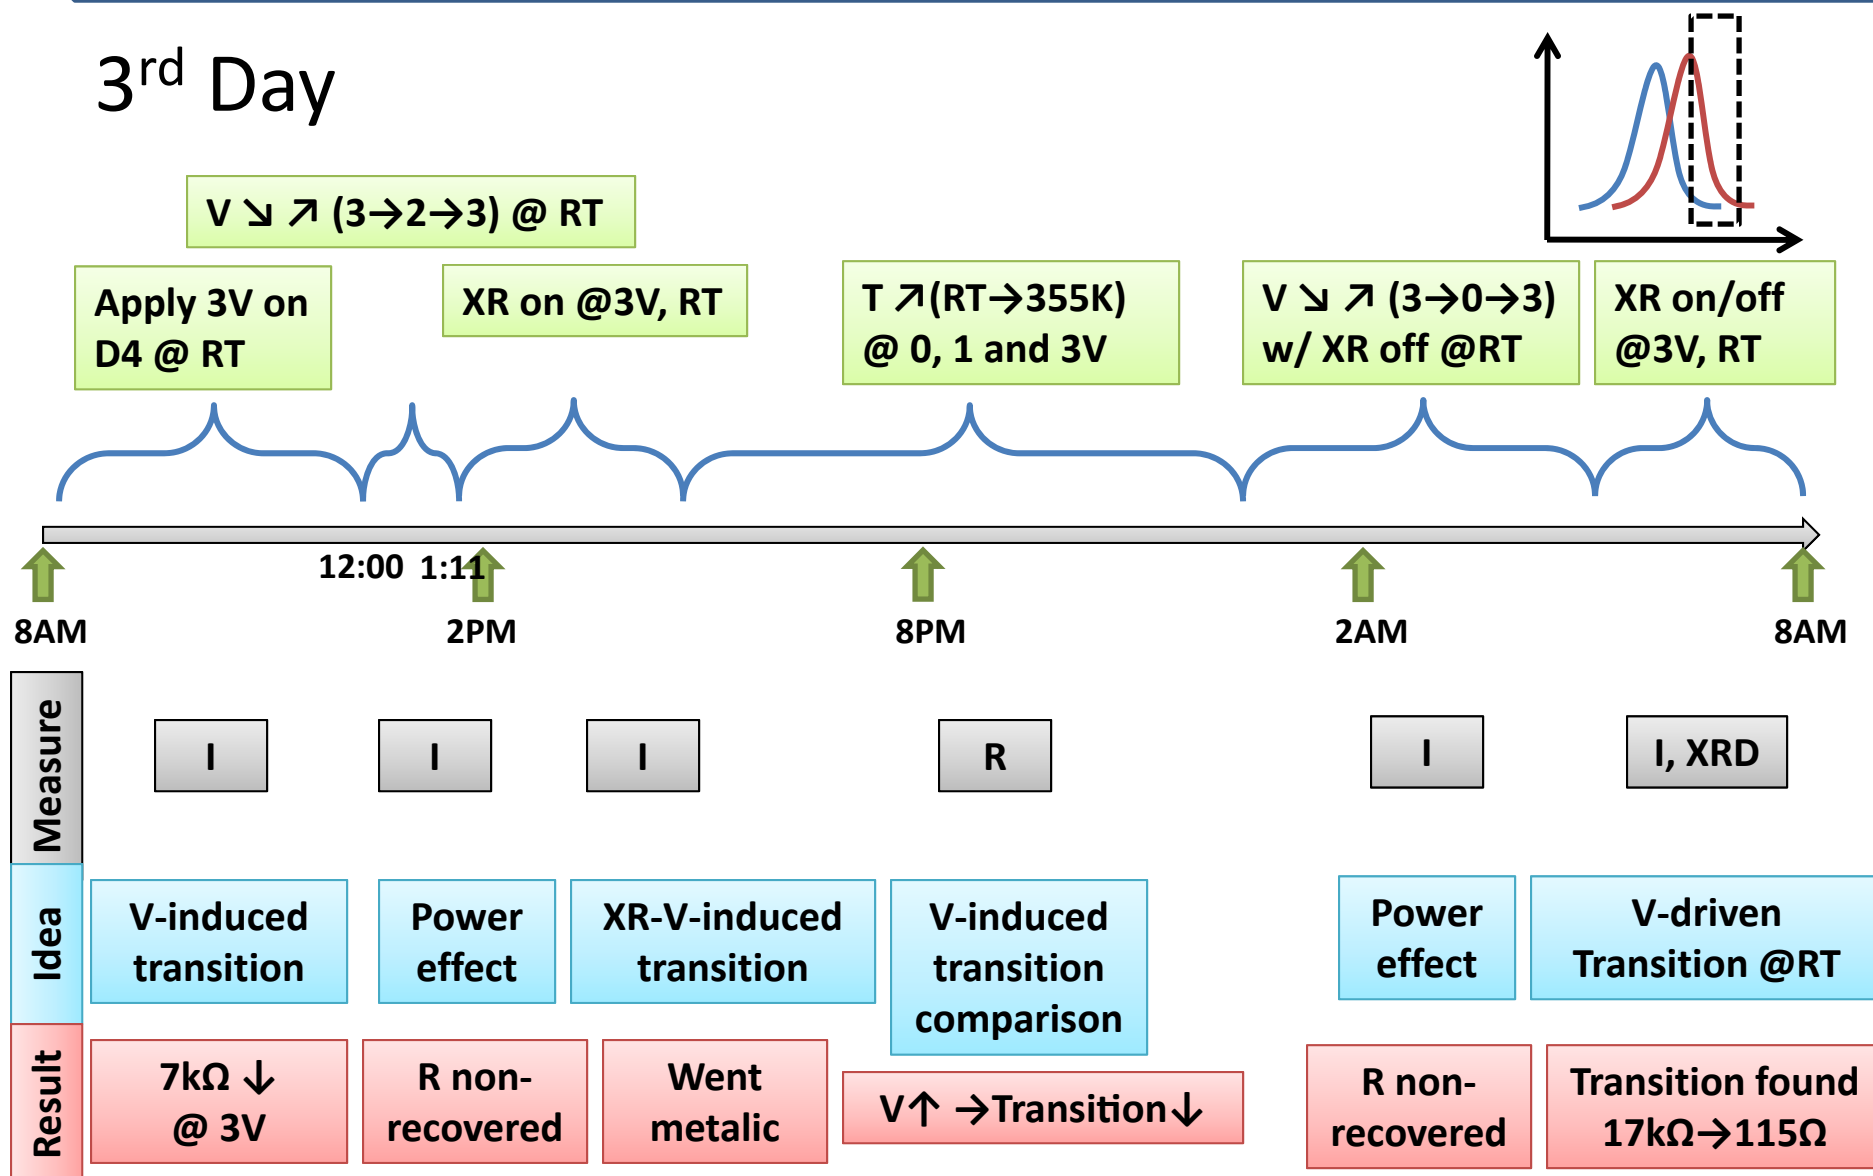 3rd Day
V ↘ ↗ (3→2→3) @ RT
Apply 3V on
D4 @ RT
XR on @3V, RT
T ↗(RT→355K)
@ 0, 1 and 3V
V ↘ ↗ (3→0→3)
w/ XR off @RT
XR on/off
@3V, RT
12:00
1:11
8AM
2PM
8PM
2AM
8AM
Measure
I
I
I
R
I
I, XRD
Idea
V-induced
transition
Power
effect
XR-V-induced
transition
V-induced
transition
comparison
Power
effect
V-driven
Transition @RT
Result
7kΩ ↓
@ 3V
R non-
recovered
Went
metalic
V↑ →Transition↓
R non-
recovered
Transition found
17kΩ→115Ω